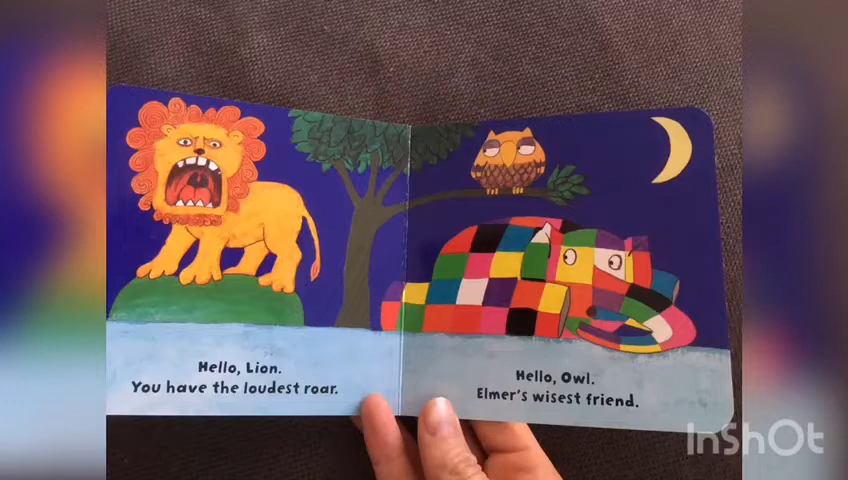 Hello, Lion.
You have the loudest roar.
Hello, Owl.
Elmer's wisest friend.
InShOt